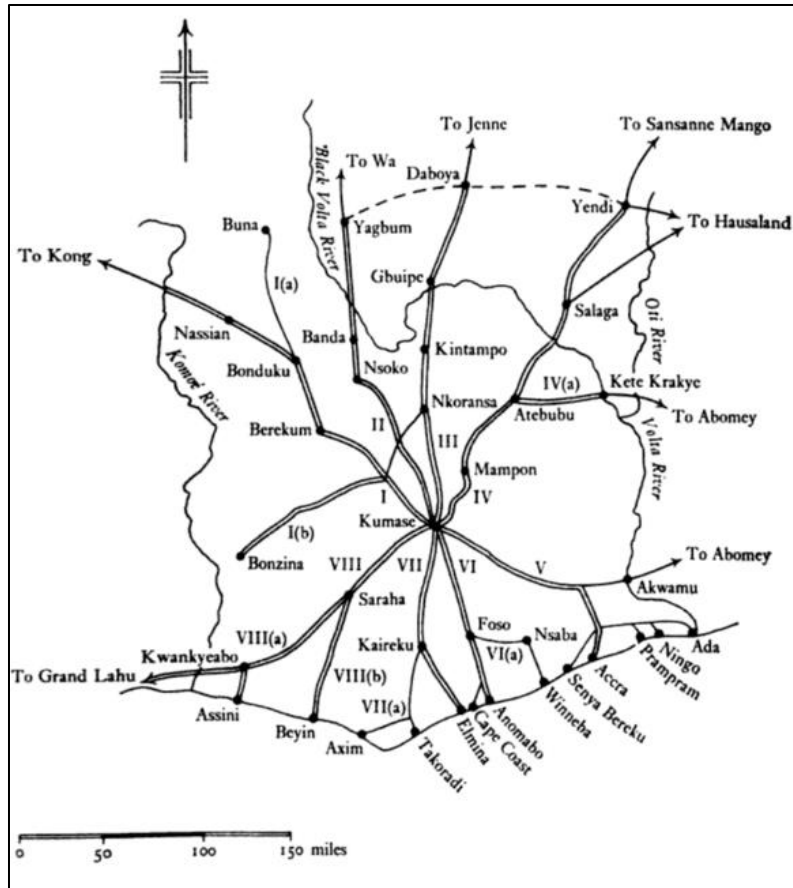 To Jenne
To Sansanne Mango
To Wa
Daboya
Black Volta River
Yendi
Buna
Yagbum
To Hausaland
To Kong
I(a)
Gbuipe
Salaga
Oti River
Nassian
Banda
Kintampo
Komoé River
Bonduku
Nsoko
IV(a)
Kete Krakye
Nkoransa
Atebubu
To Abomey
Berekum
II
III
Volta River
Mampon
I
IV
Kumase
I(b)
Bonzina
VIII
VII
VI
V
To Abomey
Akwamu
Saraha
Foso
Nsaba
VIII(a)
Kaireku
VI(a)
Kwankyeabo
Ada
Ningo
Prampram
To Grand Lahu
VIII(b)
Accra
Senya Bereku
Winneba
VII(a)
Assini
Beyin
Axim
Takoradi
Elmina
Cape Coast
Anomabo
0 50 100 150 miles